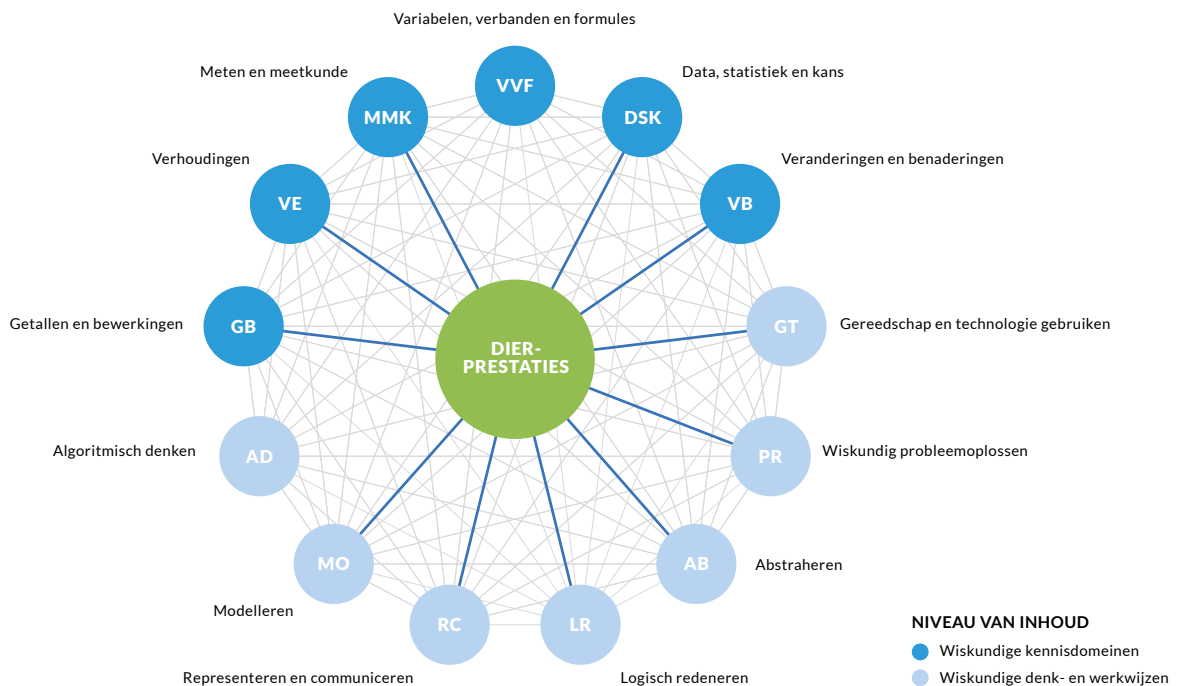 Variabelen, verbanden en formules
Meten en meetkunde
Data, statistiek en kans
VVF
MMK
DSK
Verhoudingen
Veranderingen en benaderingen
VE
VB
Getallen en bewerkingen
GB
GT
Gereedschap en technologie gebruiken
DIER-
PRESTATIES
Algoritmisch denken
AD
PR
Wiskundig probleemoplossen
MO
AB
Abstraheren
Modelleren
RC
LR
Representeren en communiceren
Logisch redeneren
NIVEAU VAN INHOUD
Wiskundige kennisdomeinen
Wiskundige denk- en werkwijzen